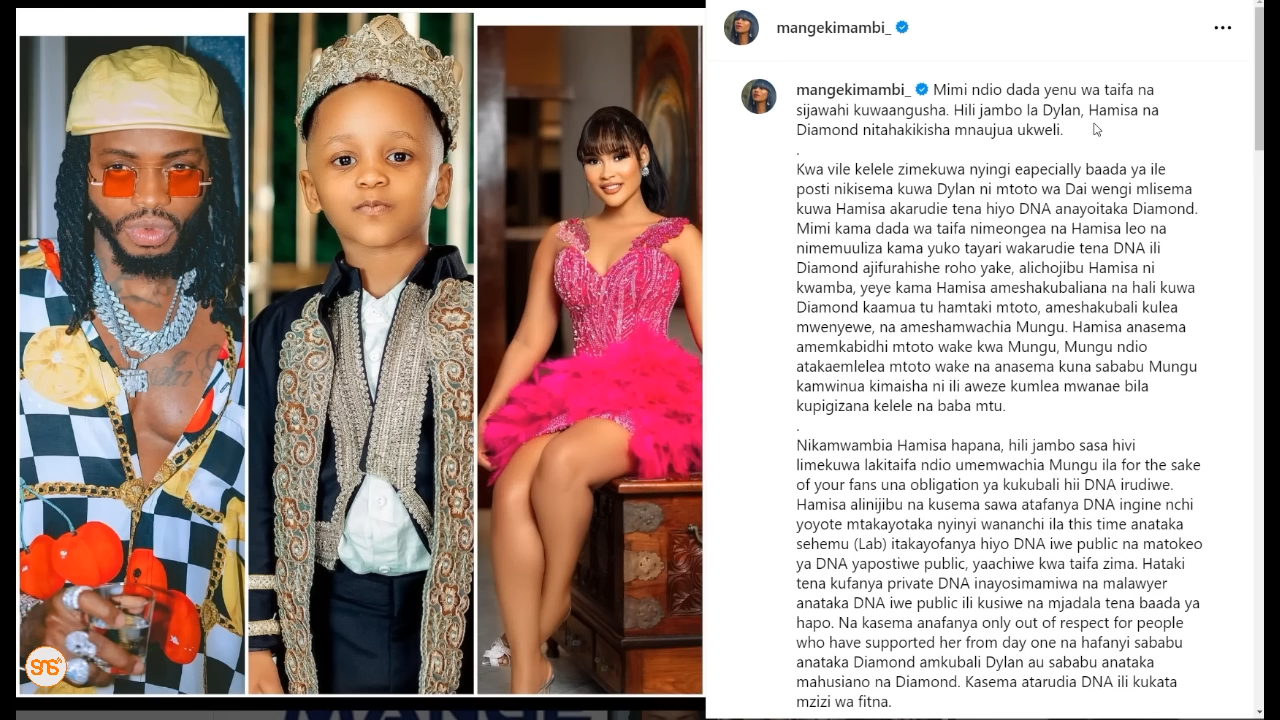 mangekimambi_
mangekimambi_ Mimi ndio dada yenu wa taifa na
sijawahi kuwaangusha. Hili jambo la Dylan, Hamisa na
Diamond nitahakikisha mnaujua ukweli.
.
Kwa vile kelele zimekuwa nyingi eapecially baada ya ile
posti nikisema kuwa Dylan ni mtoto wa Dai wengi mlisema
kuwa Hamisa akarudie tena hiyo DNA anayoitaka Diamond.
Mimi kama dada wa taifa nimeongea na Hamisa leo na
nimemuuliza kama yuko tayari wakarudie tena DNA ili
Diamond ajifurahishe roho yake, alichojibu Hamisa ni
kwamba, yeye kama Hamisa ameshakubaliana na hali kuwa
Diamond kaamua tu hamtaki mtoto, ameshakubali kulea
mwenyewe, na ameshamwachia Mungu. Hamisa anasema
amemkabidhi mtoto wake kwa Mungu, Mungu ndio
atakaemlelea mtoto wake na anasema kuna sababu Mungu
kamwinua kimaisha ni ili aweze kumlea mwanae bila
kupigizana kelele na baba mtu.
.
Nikamwambia Hamisa hapana, hili jambo sasa hivi
limekuwa lakitaifa ndio umemwachia Mungu ila for the sake
of your fans una obligation ya kukubali hii DNA irudiwe.
Hamisa alinijibu na kusema sawa atafanya DNA ingine nchi
yoyote mtakayotaka nyinyi wananchi ila this time anataka
sehemu (Lab) itakayofanya hiyo DNA iwe public na matokeo
ya DNA yapostiwe public, yaachiwe kwa taifa zima. Hataki
tena kufanya private DNA inayosimamiwa na malawyer
anataka DNA iwe public ili kusiwe na mjadala tena baada ya
hapo. Na kasema anafanya only out of respect for people
who have supported her from day one na hafanyi sababu
anataka Diamond amkubali Dylan au sababu anataka
mahusiano na Diamond. Kasema atarudia DNA ili kukata
mzizi wa fitna.
SNS